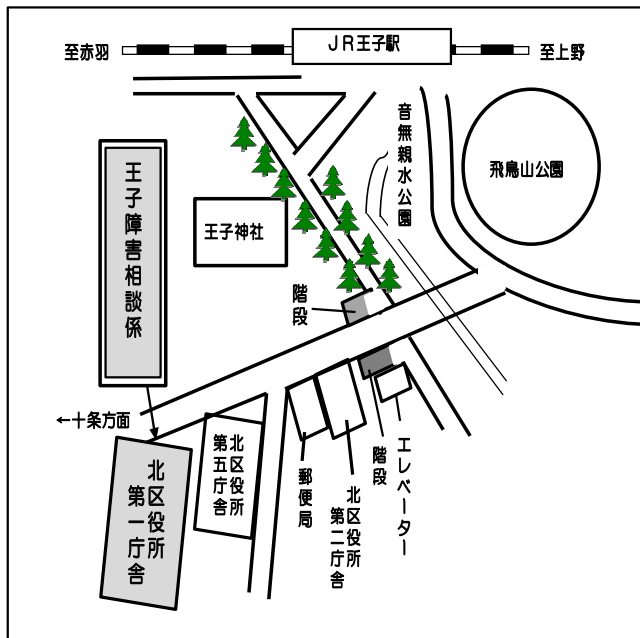 JR王子駅
至赤羽
至上野
音無親水公園
飛鳥山公園
王子障害相談係
王子神社
階段
←十条方面
北区役所
第一庁舎
北区役所
第五庁舎
郵便局
北区役所
第二庁舎
階段
エレベーター